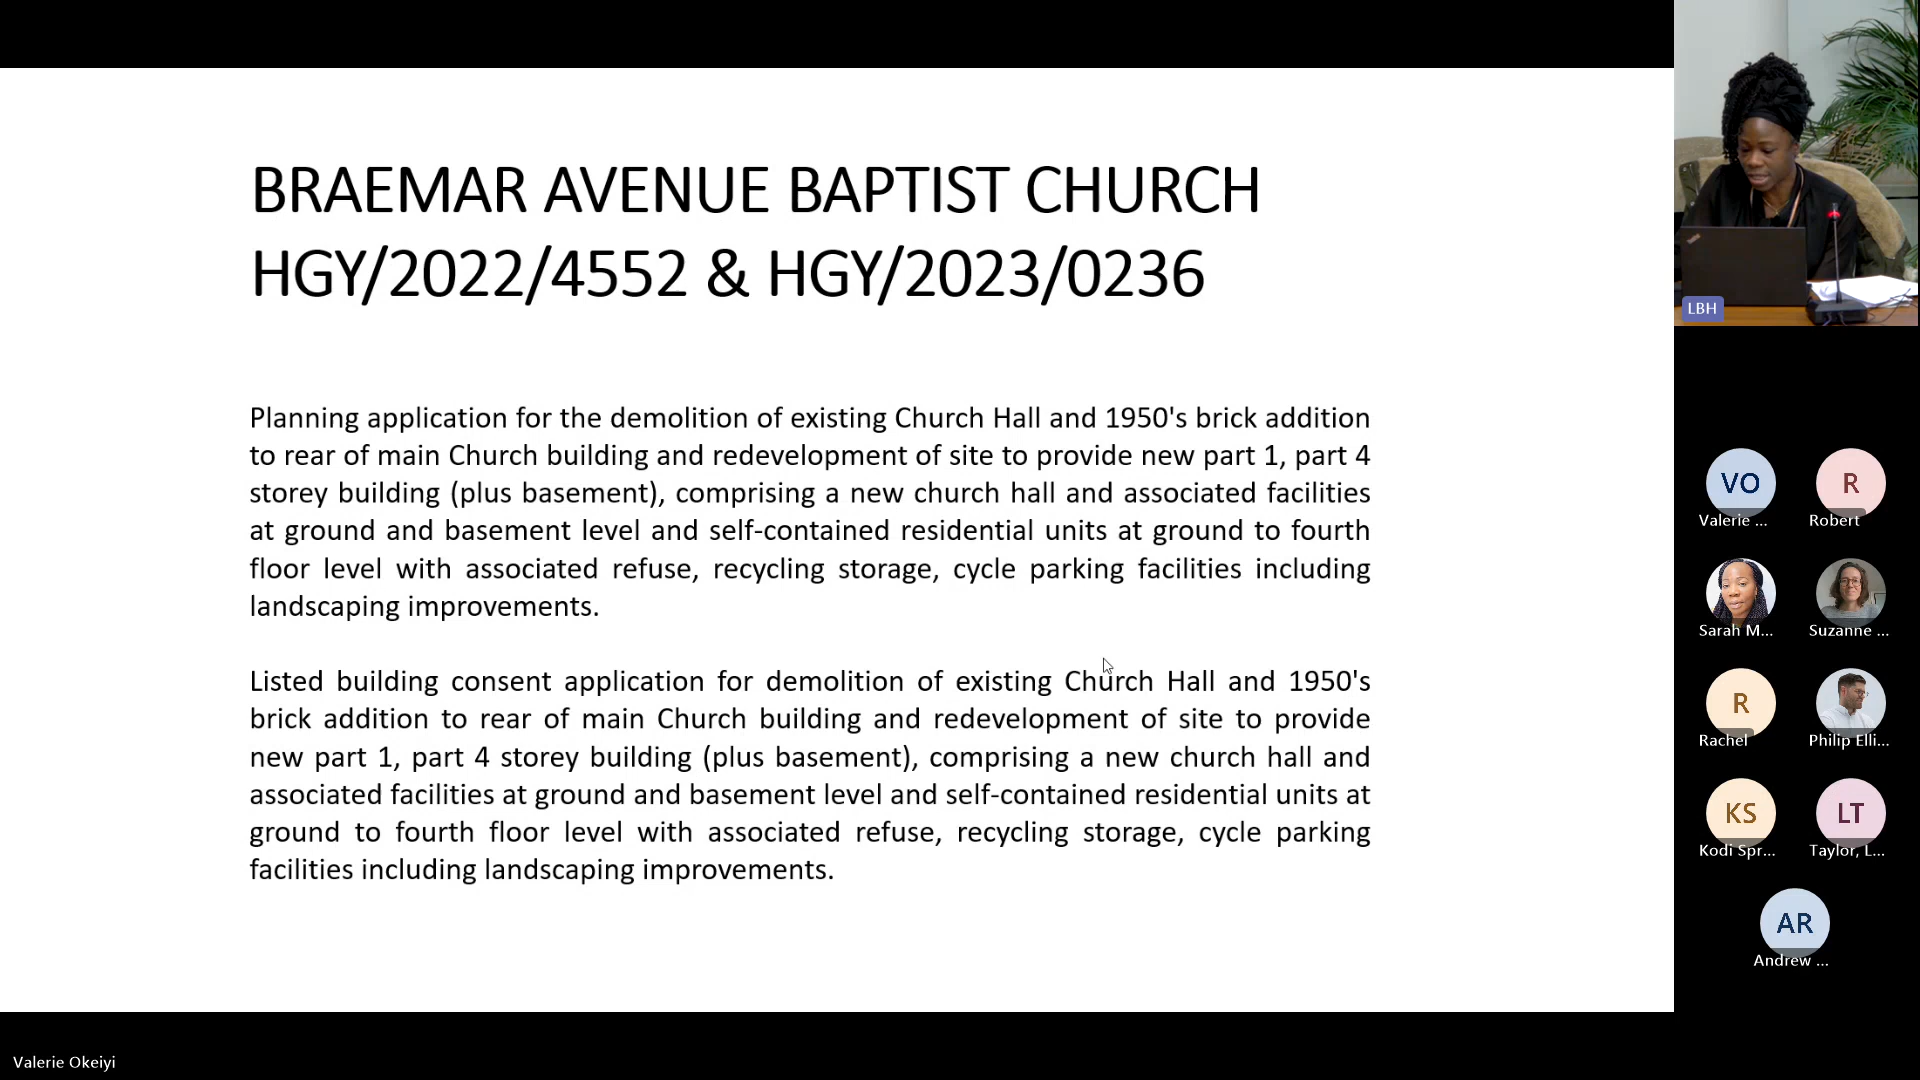 BRAEMAR AVENUE BAPTIST CHURCH
HGY/2022/4552 & HGY/2023/0236
Planning application for the demolition of existing Church Hall and 1950's brick addition
to rear of main Church building and redevelopment of site to provide new part 1, part 4
storey building (plus basement), comprising a new church hall and associated facilities
at ground and basement level and self-contained residential units at ground to fourth
floor level with associated refuse, recycling storage, cycle parking facilities including
landscaping improvements.
Listed building consent application for demolition of existing Church Hall and 1950's
brick addition to rear of main Church building and redevelopment of site to provide
new part 1, part 4 storey building (plus basement), comprising a new church hall and
associated facilities at ground and basement level and self-contained residential units at
ground to fourth floor level with associated refuse, recycling storage, cycle parking
facilities including landscaping improvements.
LBH
VO
R
Valerie ...
Robert
Sarah M...
Suzanne ...
R
Rachel
Philip Elli...
KS
LT
Kodi Spr...
Taylor, L...
AR
Andrew ...
Valerie Okeiyi